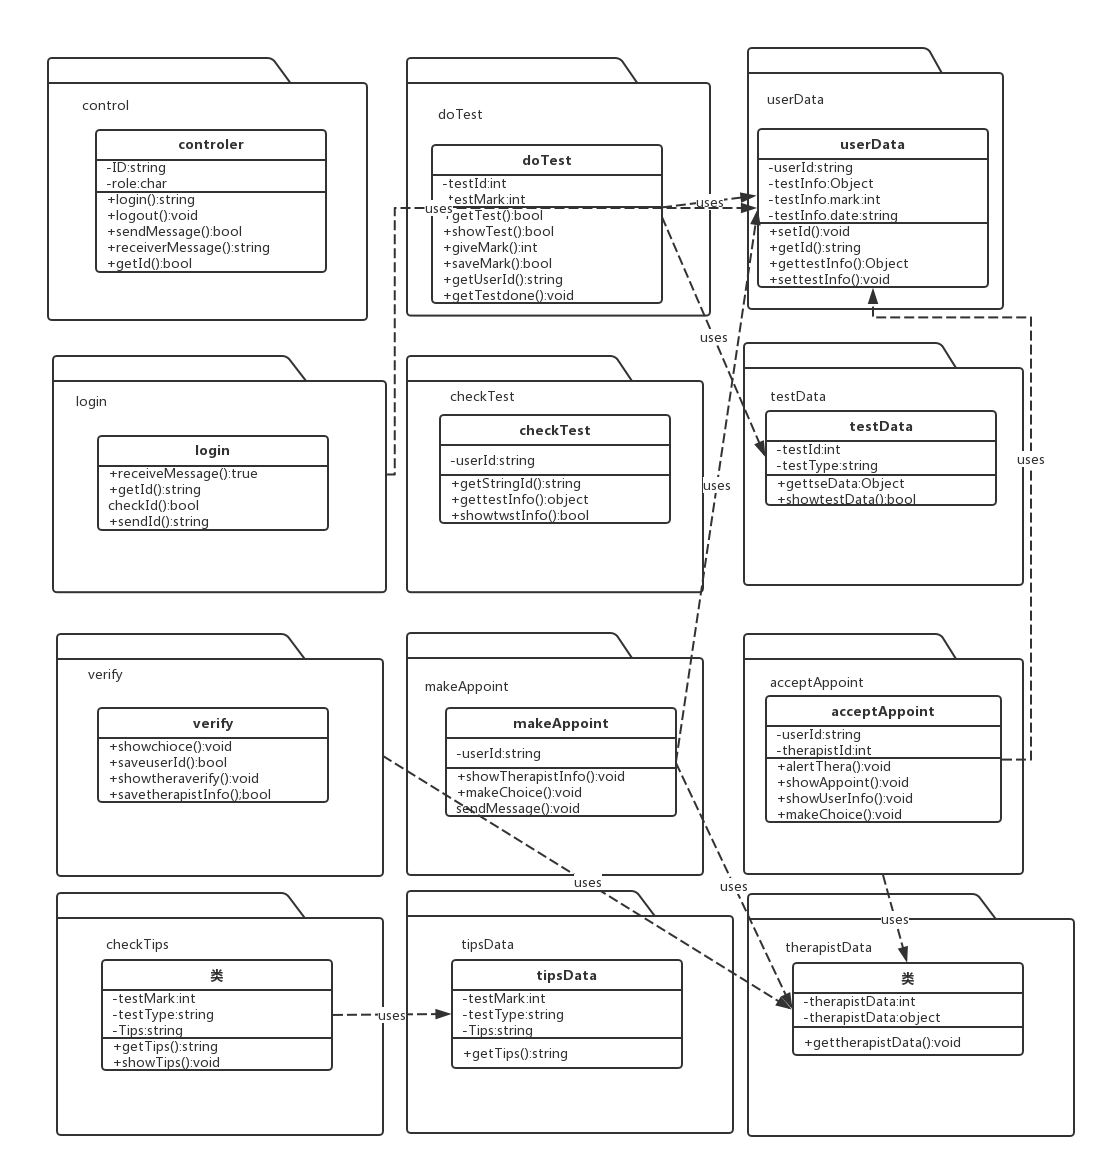 control
controler
-ID:string
-role:char
+login():string
+logout():void
+sendMessage():bool
+receiverMessage():string
+getId():bool
doTest
doTest
-testId:int
-testMark:int
+getTest():bool
+showTest():bool
+giveMark():int
+saveMark():bool
+getUserId():string
+getTestdone():void
uses
uses
userData
userData
-userId:string
-testInfo:Object
-testInfo.mark:int
-testInfo.date:string
+setId():void
+getId():string
+gettestInfo():Object
+settestInfo():void
login
login
+receiveMessage():true
+getId():string
checkId():bool
+sendId():string
checkTest
checkTest
-userId:string
+getStringId():string
+gettestInfo():object
+showtwstInfo():bool
uses
uses
testData
testData
-testId:int
-testType:string
+gettseData:Object
+showtestData():bool
uses
verify
verify
+showchioce():void
+saveuserId():bool
+showtheraverify():void
+savetherapistInfo();bool
makeAppoint
makeAppoint
-userId:string
+showTherapistInfo():void
+makeChoice():void
sendMessage():void
acceptAppoint
acceptAppoint
-userId:string
-therapistId:int
+alertThera():void
+showAppoint():void
+showUserInfo():void
+makeChoice():void
uses
uses
uses
checkTips
类
-testMark:int
-testType:string
-Tips:string
+getTips():string
+showTips():void
uses
tipsData
tipsData
-testMark:int
-testType:string
-Tips:string
+getTips():string
therapistData
类
-therapistData:int
-therapistData:object
+gettherapistData():void